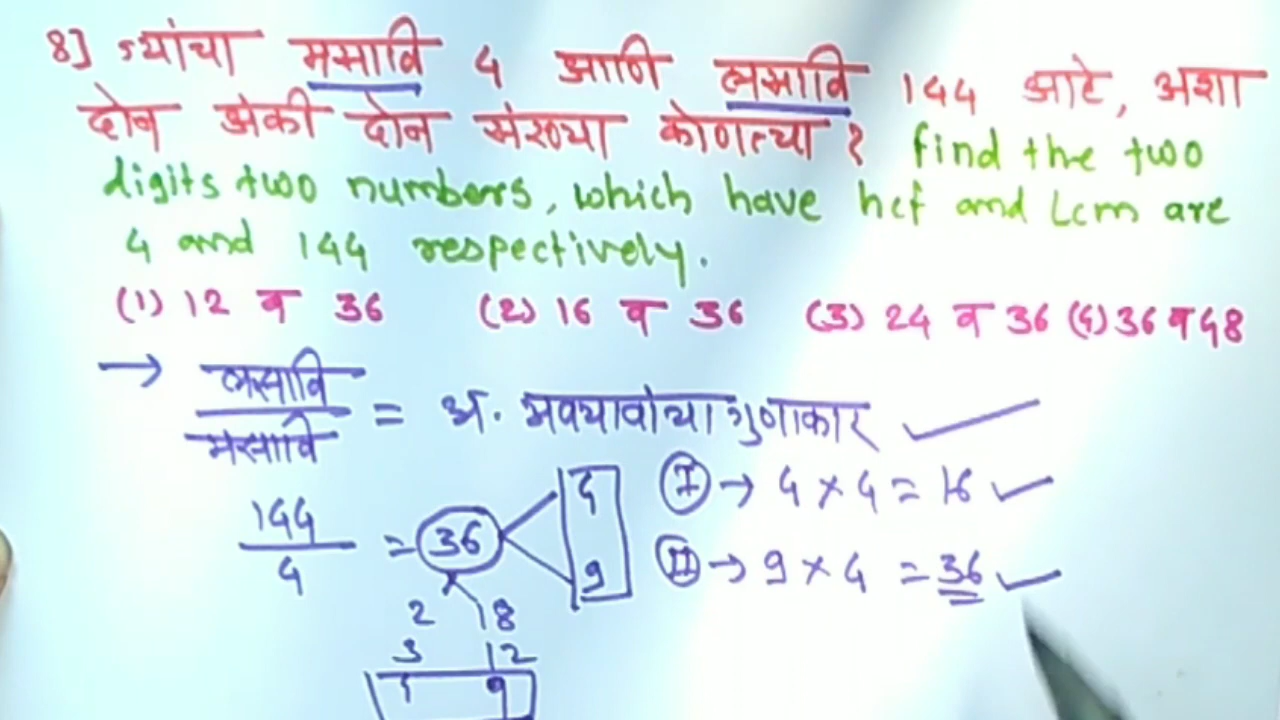 8] ज्यांचा मसावि 4 आणि लसावि 144 आहे, अशा
दोन अंकी दोन संख्या कोणत्या ? find the two
digits two numbers, which have hcf and Lcm are
4 and 144 respectively.
(1) 12 व 36 (2) 16 व 36 (3) 24 व 36 (4) 36 व 48
→ लसावि / मसावि = अ. अवयवांचा गुणाकार ✓
144 / 4 = 36
4
9
I → 4 × 4 = 16 ✓
II → 9 × 4 = 36 ✓
2 18
3 12
9